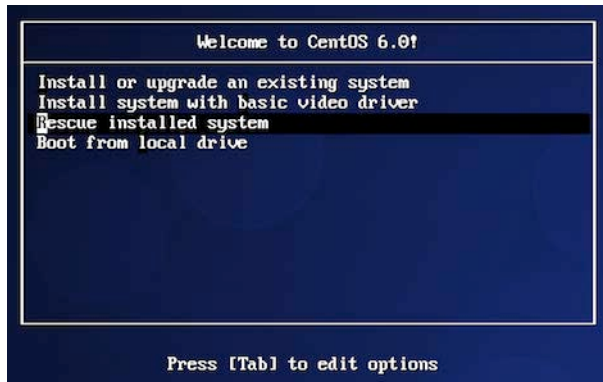 Welcome to CentOS 6.0!
Install or upgrade an existing system
Install system with basic video driver
Rescue installed system
Boot from local drive
Press [Tab] to edit options